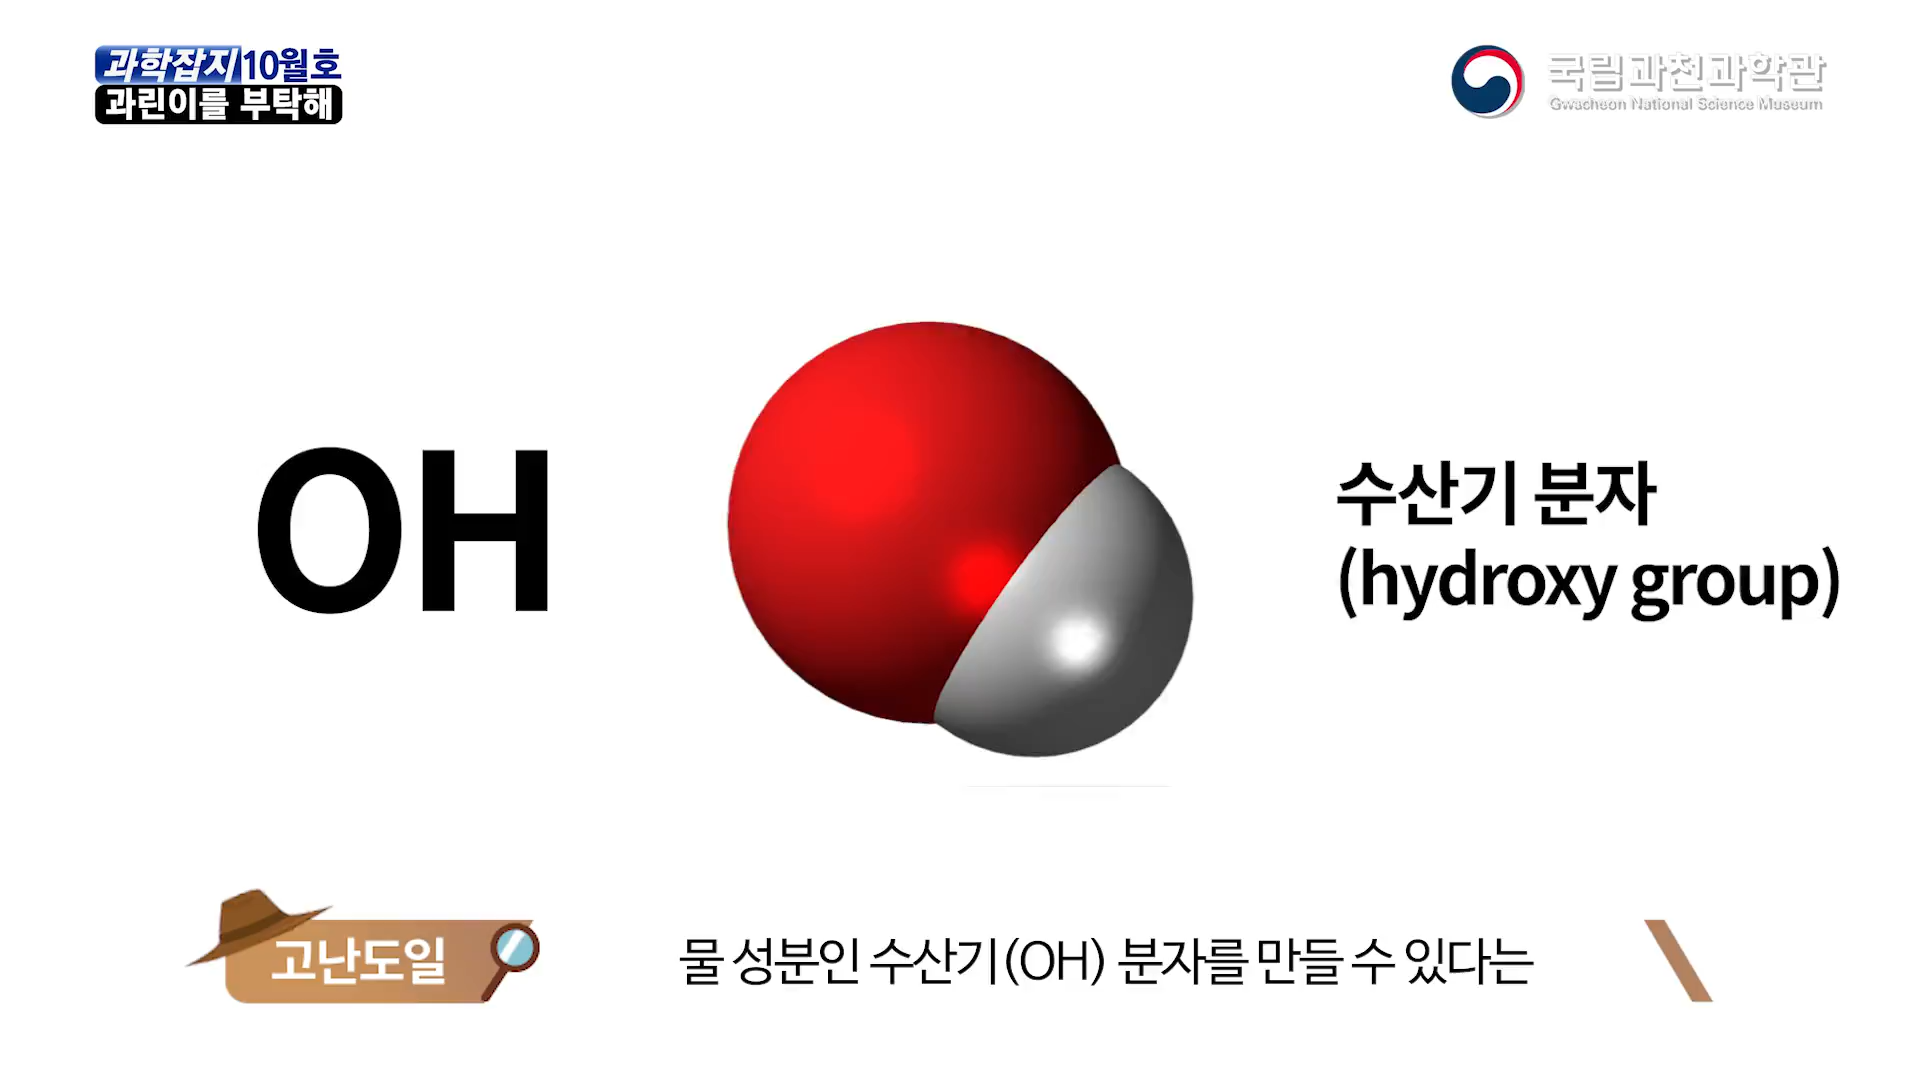 과학잡지 10월호
과린이를 부탁해
국립과천과학관
Gwacheon National Science Museum
OH
수산기 분자
(hydroxy group)
고난도일
물 성분인 수산기(OH) 분자를 만들 수 있다는